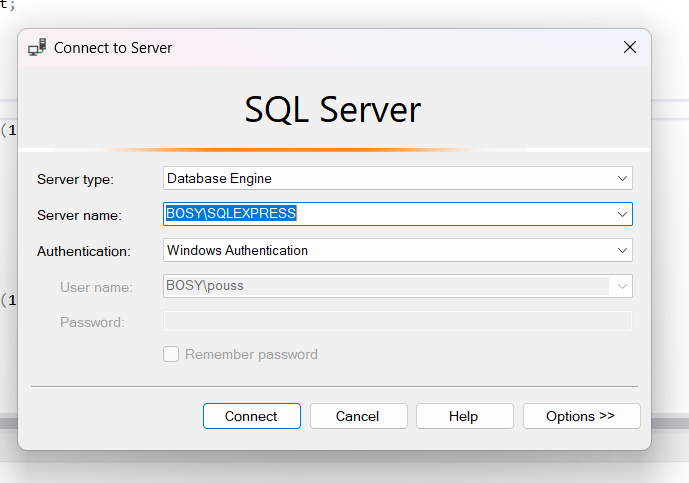 t;
Connect to Server
SQL Server
(1
Server type: Database Engine
Server name: BOSY\SQLEXPRESS
Authentication: Windows Authentication
User name: BOSY\pouss
(1
Password:
Remember password
Connect Cancel Help Options >>